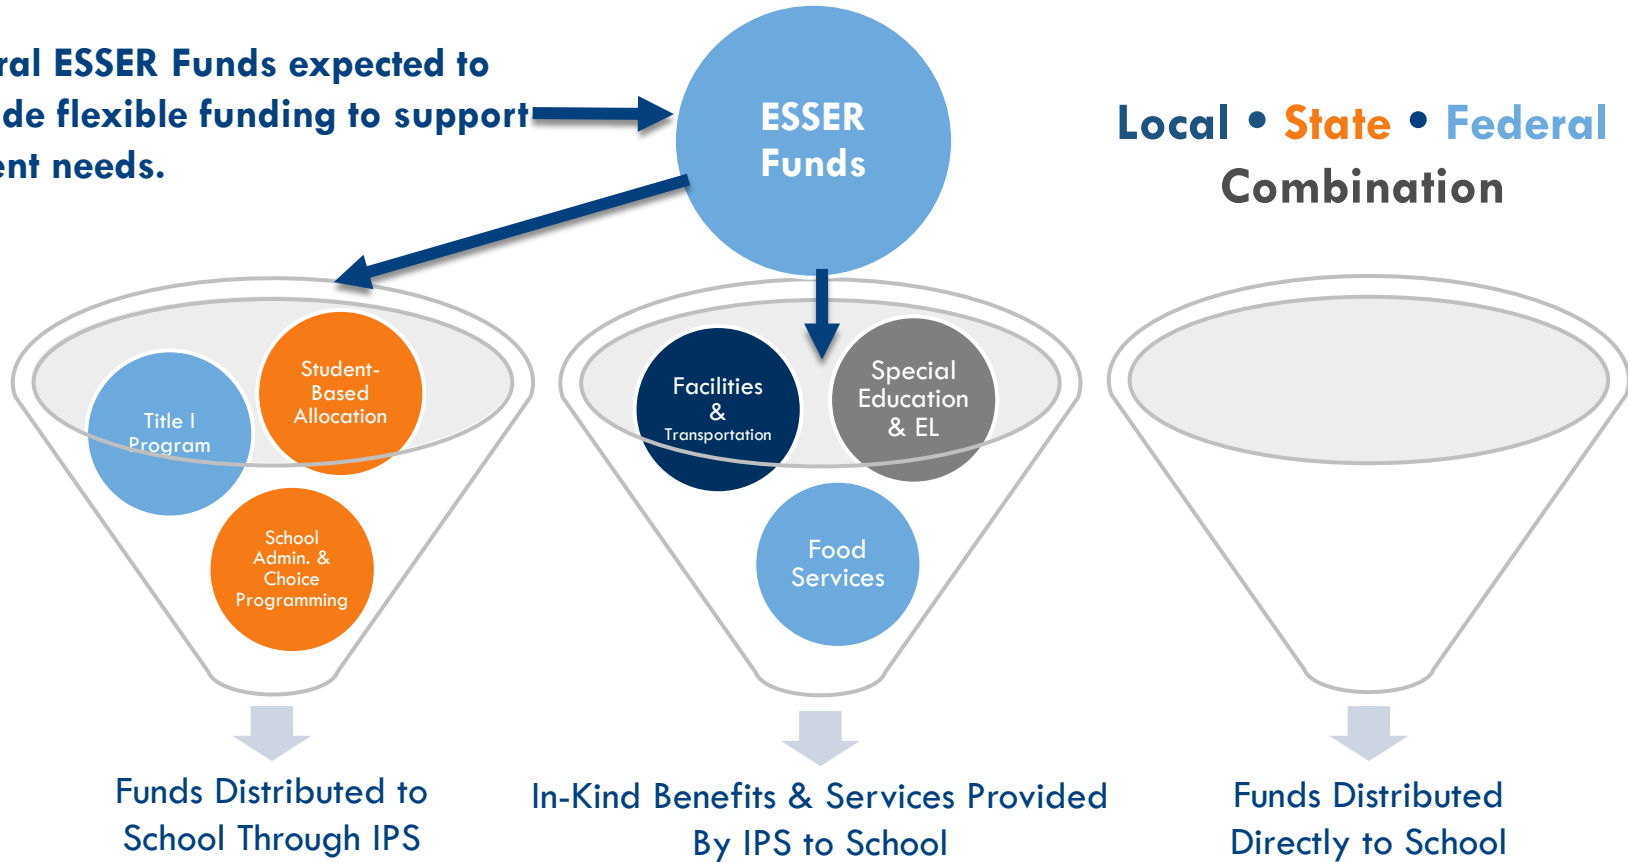 ral ESSER Funds expected to
de flexible funding to support
ent needs.
ESSER
Funds
Local • State • Federal
Combination
Title I
Program
Student-
Based
Allocation
School
Admin. &
Choice
Programming
Facilities
&
Transportation
Special
Education
& EL
Food
Services
Funds Distributed to
School Through IPS
In-Kind Benefits & Services Provided
By IPS to School
Funds Distributed
Directly to School